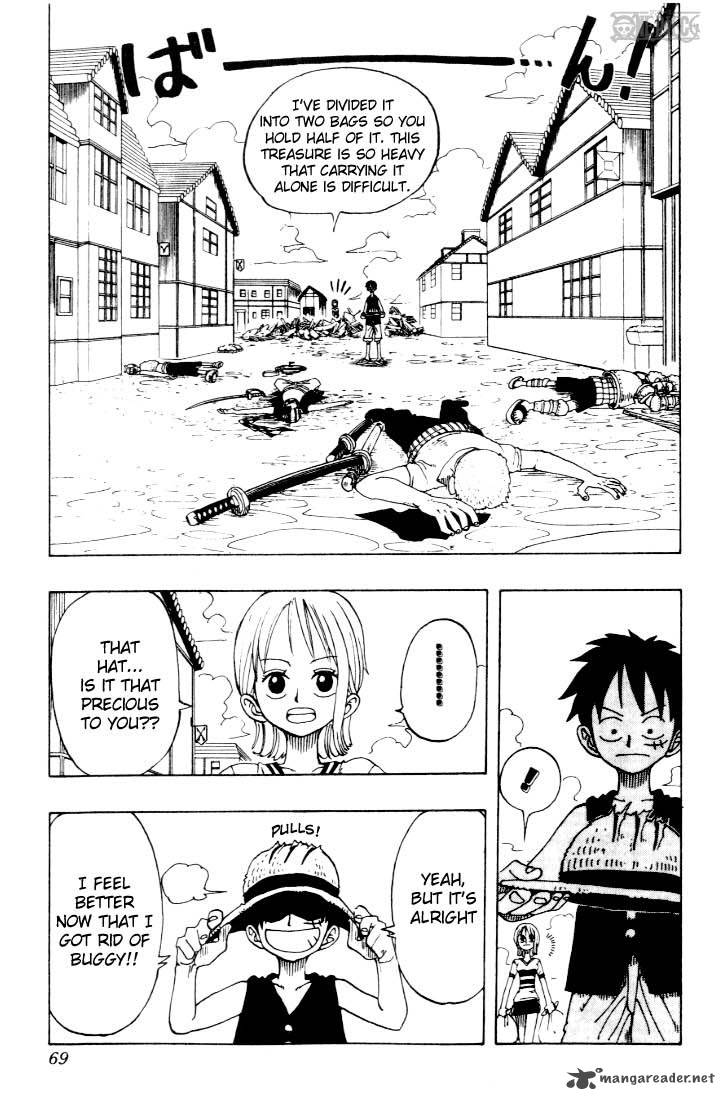 ば──…ん!
I'VE DIVIDED IT
INTO TWO BAGS SO YOU
HOLD HALF OF IT. THIS
TREASURE IS SO HEAVY
THAT CARRYING IT
ALONE IS DIFFICULT.
!
.........
THAT
HAT...
IS IT THAT
PRECIOUS
TO YOU??
PULLS!
YEAH,
BUT IT'S
ALRIGHT
I FEEL
BETTER
NOW THAT I
GOT RID OF
BUGGY!!
69
mangareader.net